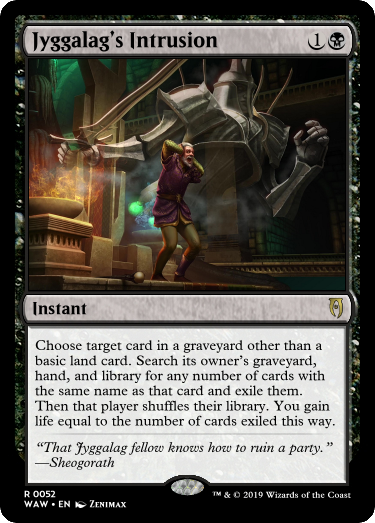 Jyggalag's Intrusion 1
Instant
Choose target card in a graveyard other than a
basic land card. Search its owner's graveyard,
hand, and library for any number of cards with
the same name as that card and exile them.
Then that player shuffles their library. You gain
life equal to the number of cards exiled this way.
"That Jyggalag fellow knows how to ruin a party."
—Sheogorath
R 0052
WAW • EN ZENIMAX
™ & © 2019 Wizards of the Coast